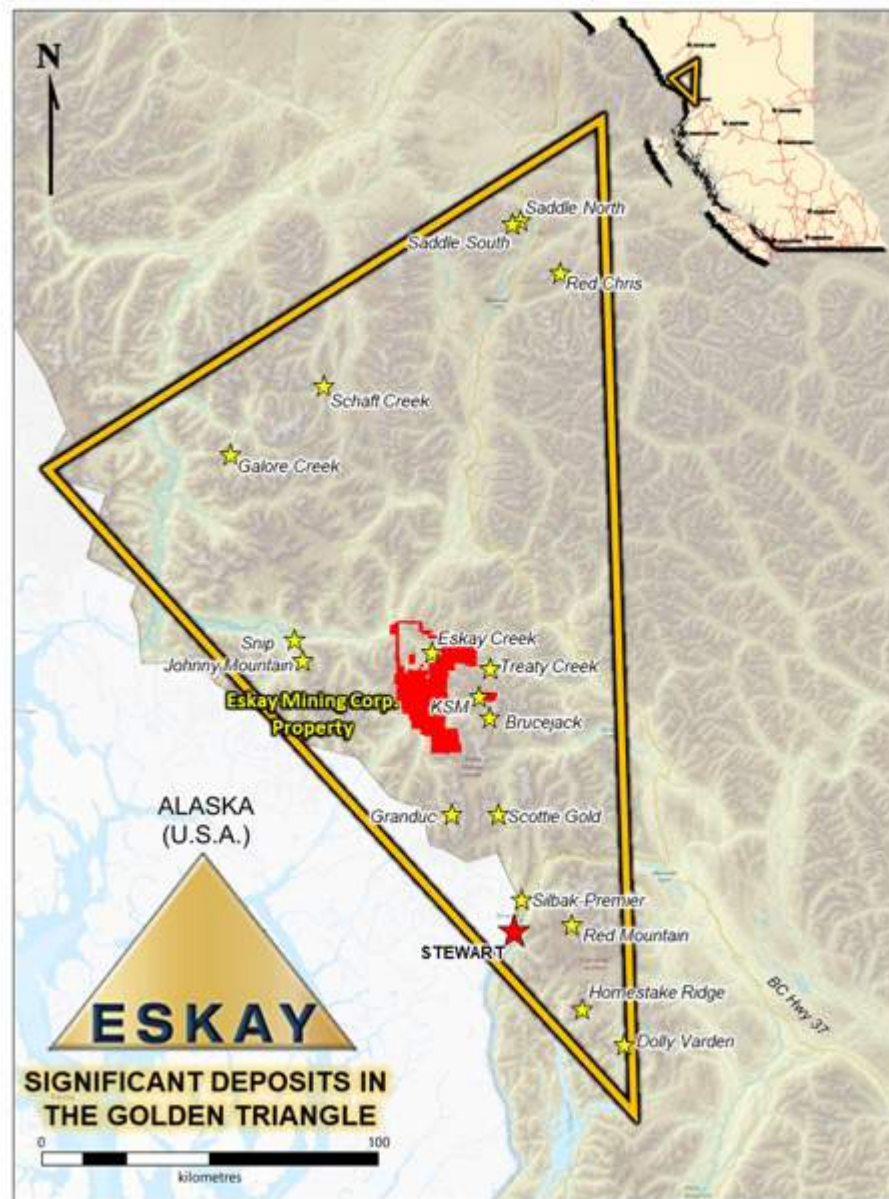 N
Saddle North
Saddle South
Red Chris
Schaft Creek
Galore Creek
Eskay Creek
Snip
Treaty Creek
Johnny Mountain
KSM
Eskay Mining Corp.
Property
Brucejack
Granduc
Scottie Gold
ALASKA
(U.S.A.)
Silbak-Premier
Red Mountain
STEWART
Homestake Ridge
BC Hwy 37
ESKAY
Dolly Varden
SIGNIFICANT DEPOSITS IN
THE GOLDEN TRIANGLE
0 100
kilometres